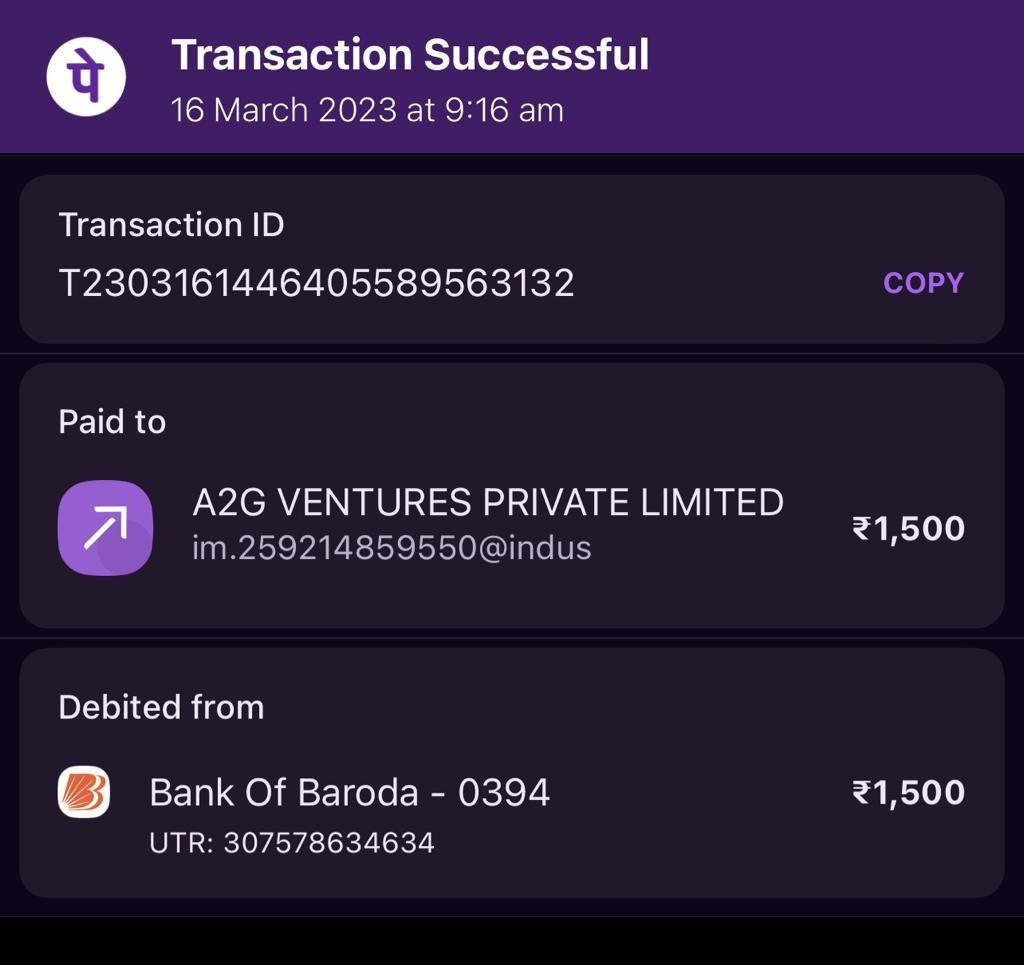 पे
Transaction Successful
16 March 2023 at 9:16 am
Transaction ID
T2303161446405589563132
COPY
Paid to
A2G VENTURES PRIVATE LIMITED
im.259214859550@indus
₹1,500
Debited from
Bank Of Baroda - 0394
₹1,500
UTR: 307578634634